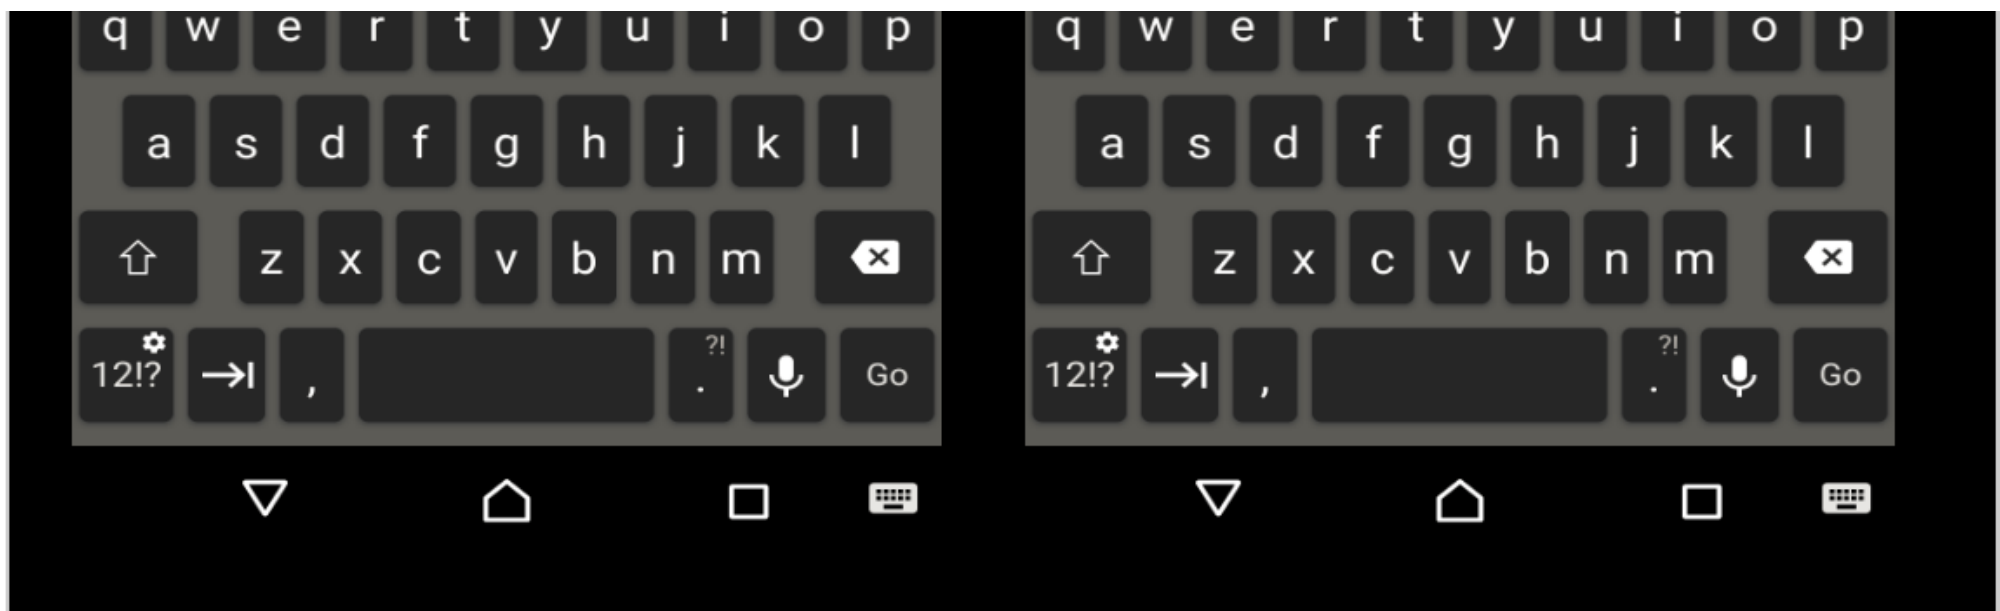 q w e r t y u i o p
a s d f g h j k l
z x c v b n m
?!
12!? , . Go
q w e r t y u i o p
a s d f g h j k l
z x c v b n m
?!
12!? , . Go